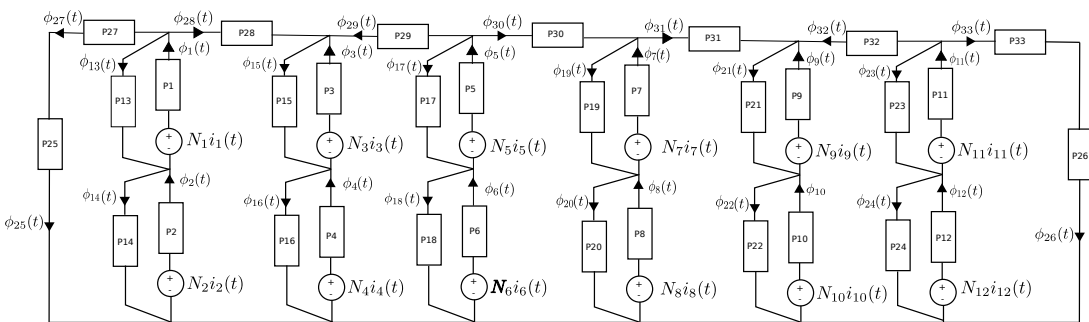 ϕ27(t) ϕ28(t) ϕ29(t) ϕ30(t) ϕ31(t) ϕ32(t) ϕ33(t)
P27 P28 P29 P30 P31 P32 P33
ϕ1(t) ϕ3(t) ϕ5(t) ϕ7(t) ϕ9(t) ϕ11(t)
ϕ13(t) ϕ15(t) ϕ17(t) ϕ19(t) ϕ21(t) ϕ23(t)
P13 P1 P15 P3 P17 P5 P19 P7 P21 P9 P23 P11
P25 P26
+ + + + + +
- - - - - -
N1i1(t) N3i3(t) N5i5(t) N7i7(t) N9i9(t) N11i11(t)
ϕ2(t) ϕ4(t) ϕ6(t) ϕ8(t) ϕ10 ϕ12(t)
ϕ14(t) ϕ16(t) ϕ18(t) ϕ20(t) ϕ22(t) ϕ24(t)
ϕ25(t) ϕ26(t)
P14 P2 P16 P4 P18 P6 P20 P8 P22 P10 P24 P12
+ + + + + +
- - - - - -
N2i2(t) N4i4(t) N6i6(t) N8i8(t) N10i10(t) N12i12(t)